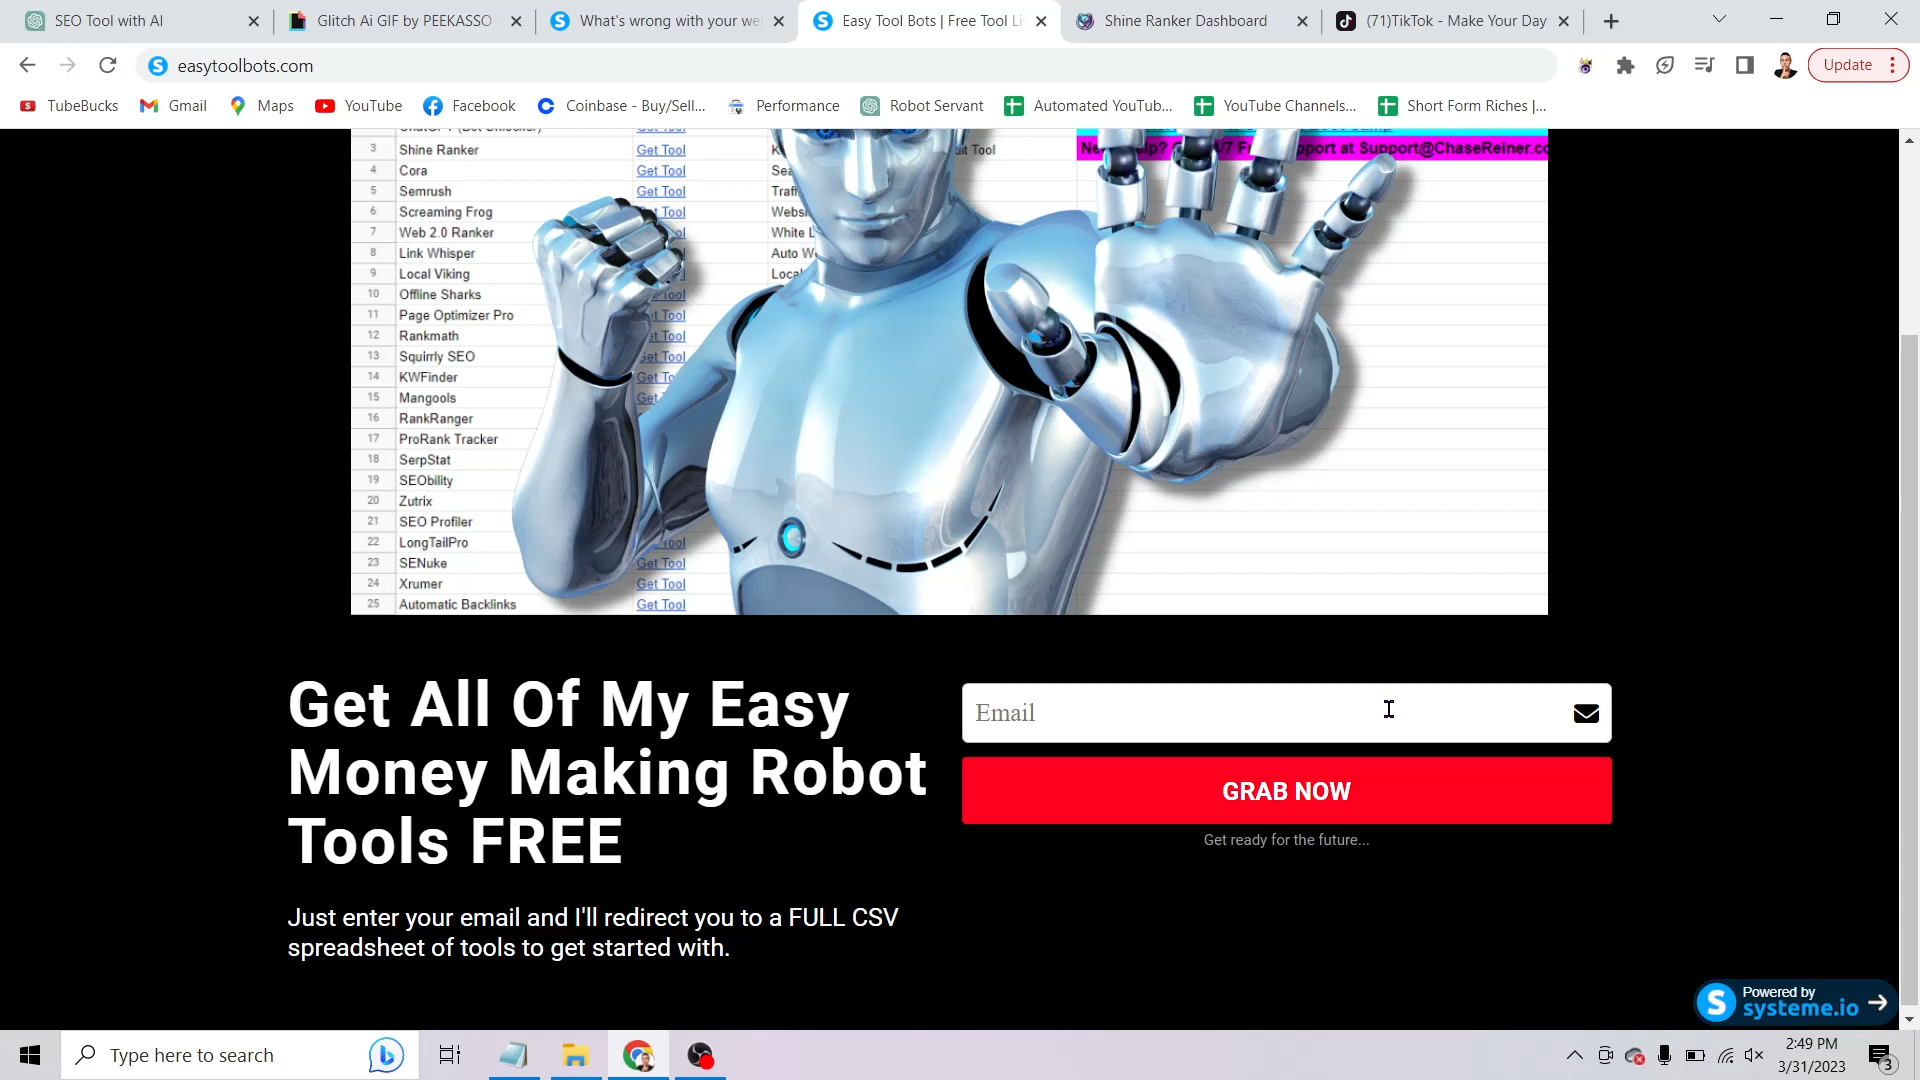 SEO Tool with AI
Glitch Ai GIF by PEEKASSO
What's wrong with your we
Easy Tool Bots | Free Tool Li
Shine Ranker Dashboard
(71)TikTok - Make Your Day
easytoolbots.com
Update
TubeBucks
Gmail
Maps
YouTube
Facebook
Coinbase - Buy/Sell...
Performance
Robot Servant
Automated YouTub...
YouTube Channels...
Short Form Riches |...
3 Shine Ranker Get Tool
4 Cora Get Tool
5 Semrush Get Tool
6 Screaming Frog
7 Web 2.0 Ranker
8 Link Whisper
9 Local Viking
10 Offline Sharks
11 Page Optimizer Pro
12 Rankmath
13 Squirrly SEO
14 KWFinder
15 Mangools
16 RankRanger
17 ProRank Tracker
18 SerpStat
19 SEObility
20 Zutrix
21 SEO Profiler
22 LongTailPro
23 SENuke Get Tool
24 Xrumer Get Tool
25 Automatic Backlinks Get Tool
Support@ChaseReiner.co
Get All Of My Easy
Money Making Robot
Tools FREE
Just enter your email and I'll redirect you to a FULL CSV
spreadsheet of tools to get started with.
Email
GRAB NOW
Get ready for the future...
Powered by
systeme.io
Type here to search
2:49 PM
3/31/2023
3